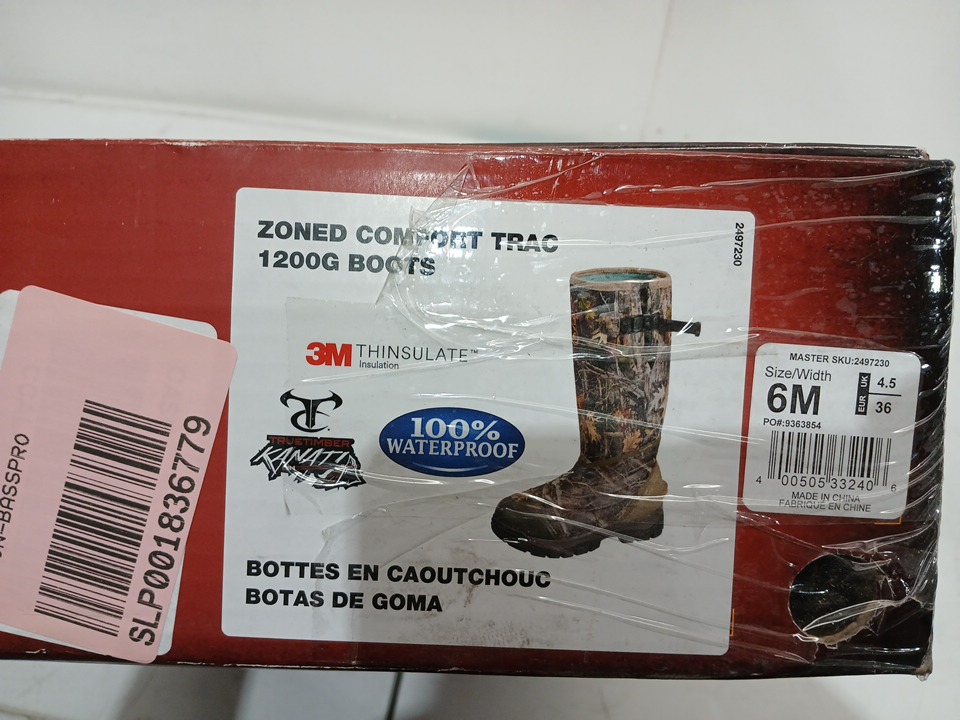 ZONED COMFORT TRAC
1200G BOOTS
2497230
3M THINSULATE™
Insulation
TRUETIMBER
KANATI
100%
WATERPROOF
BOTTES EN CAOUTCHOUC
BOTAS DE GOMA
MASTER SKU:2497230
Size/Width
6M
UK 4.5
EUR 36
PO#:9363854
4 00505 33240 6
MADE IN CHINA
FABRIQUÉ EN CHINE
-BASSPRO
SLP001836779